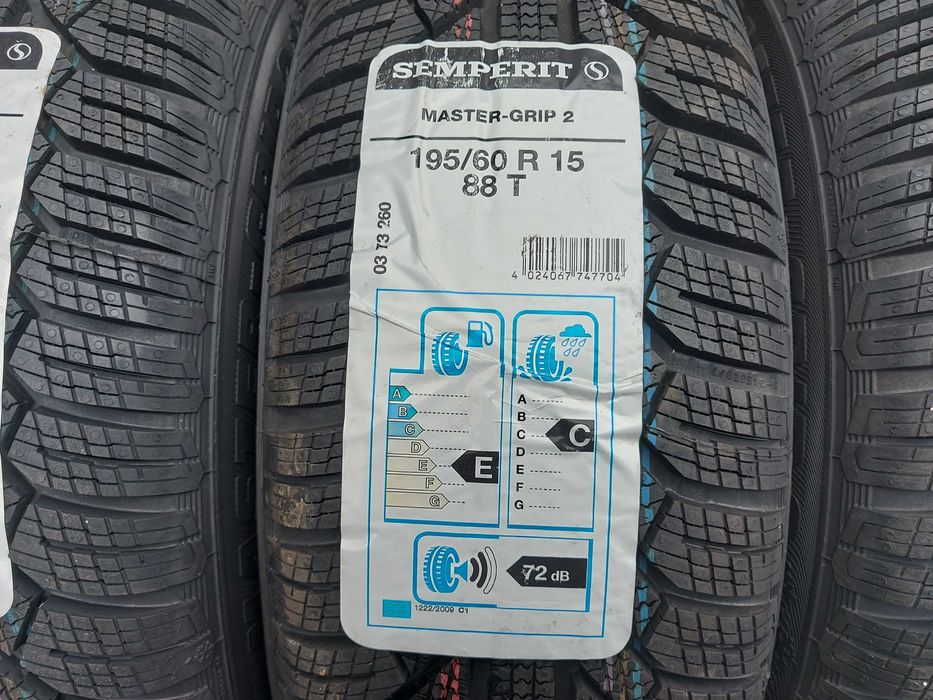 SEMPERIT S
MASTER-GRIP 2
195/60 R 15
88 T
03 73 260
4 024067 747704
A
B
C
D
E
F
G
E
A
B
C
D
E
F
G
C
72 dB
1222/2009 C1